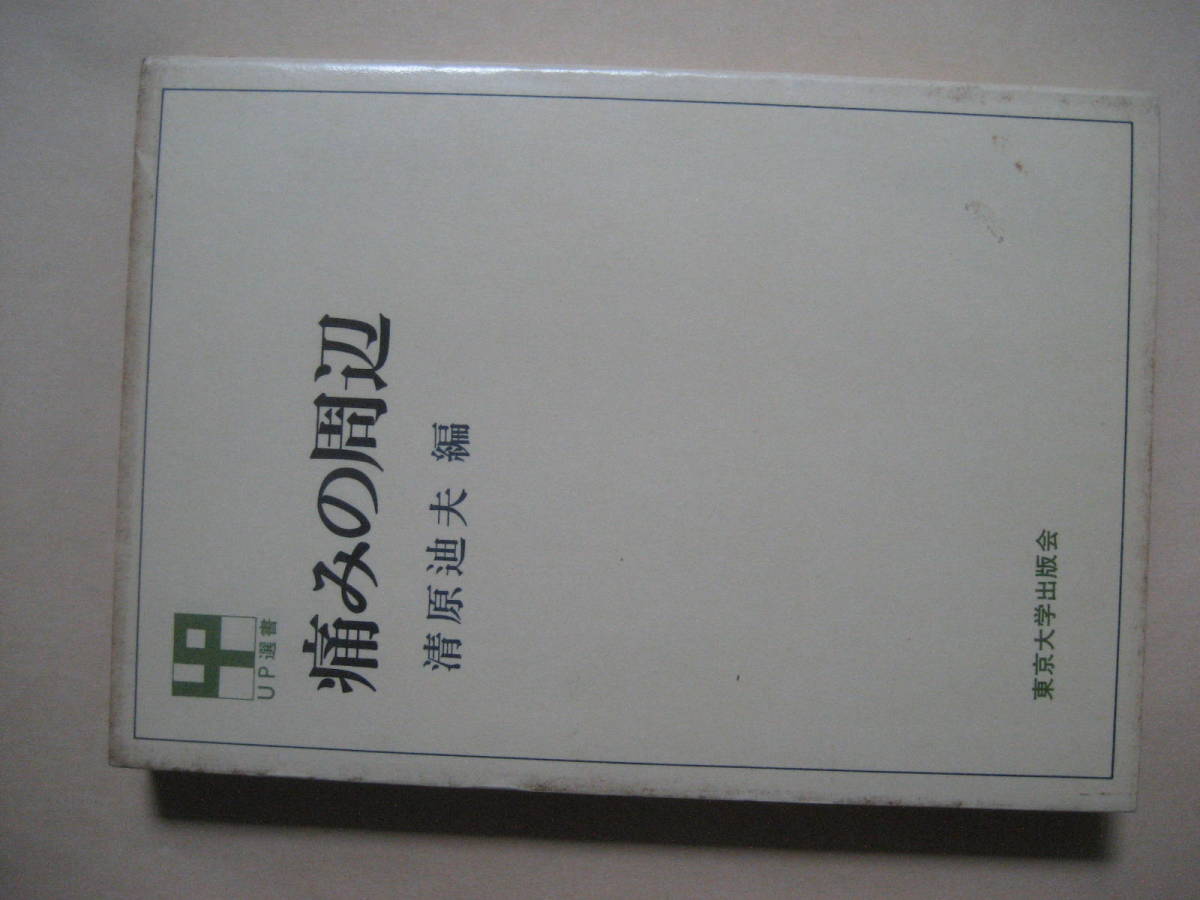 UP選書
痛みの周辺
清原迪夫 編
東京大学出版会